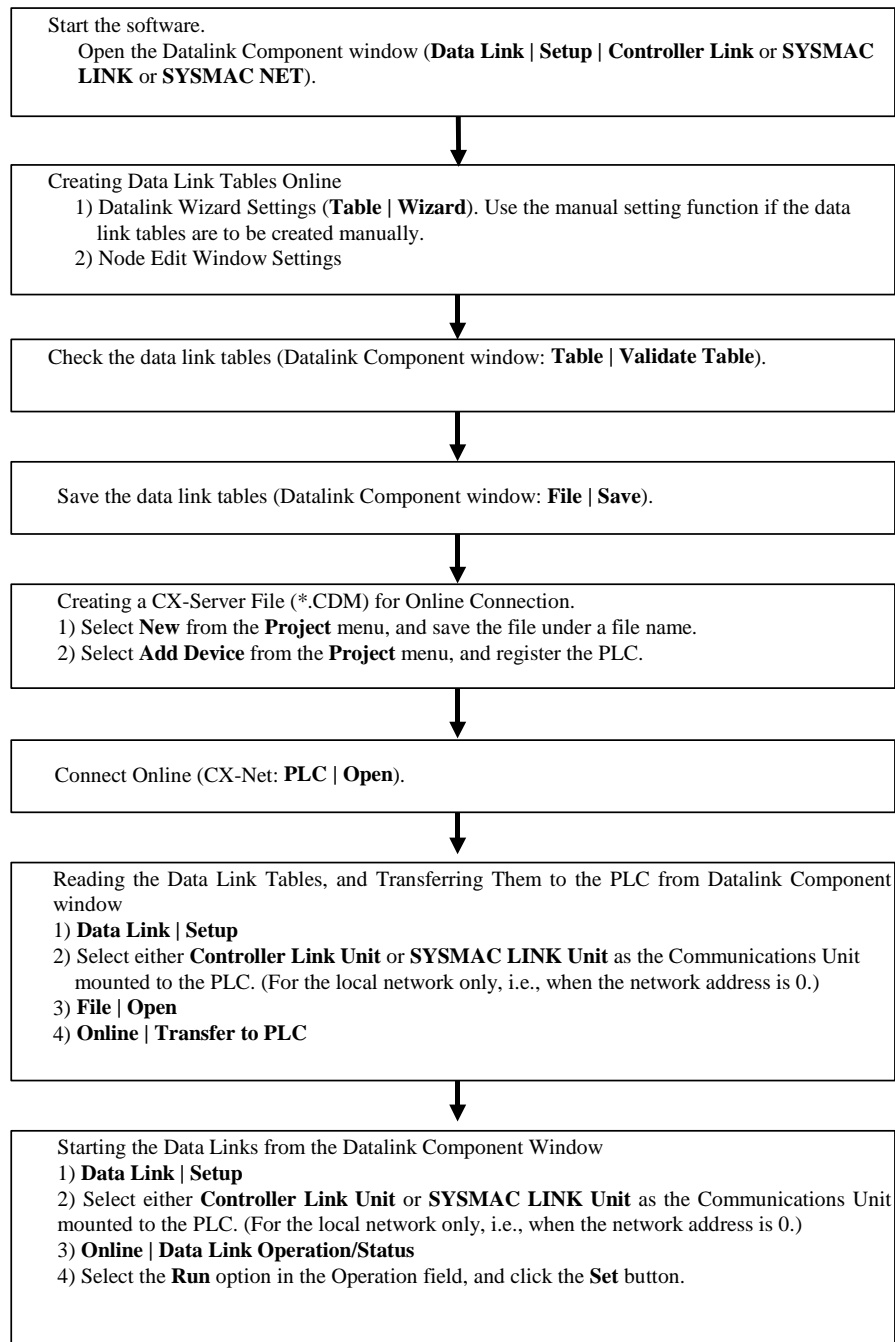 Start the software.
Open the Datalink Component window (Data Link | Setup | Controller Link or SYSMAC
LINK or SYSMAC NET).
Creating Data Link Tables Online
1) Datalink Wizard Settings (Table | Wizard). Use the manual setting function if the data
link tables are to be created manually.
2) Node Edit Window Settings
Check the data link tables (Datalink Component window: Table | Validate Table).
Save the data link tables (Datalink Component window: File | Save).
Creating a CX-Server File (*.CDM) for Online Connection.
1) Select New from the Project menu, and save the file under a file name.
2) Select Add Device from the Project menu, and register the PLC.
Connect Online (CX-Net: PLC | Open).
Reading the Data Link Tables, and Transferring Them to the PLC from Datalink Component
window
1) Data Link | Setup
2) Select either Controller Link Unit or SYSMAC LINK Unit as the Communications Unit
mounted to the PLC. (For the local network only, i.e., when the network address is 0.)
3) File | Open
4) Online | Transfer to PLC
Starting the Data Links from the Datalink Component Window
1) Data Link | Setup
2) Select either Controller Link Unit or SYSMAC LINK Unit as the Communications Unit
mounted to the PLC. (For the local network only, i.e., when the network address is 0.)
3) Online | Data Link Operation/Status
4) Select the Run option in the Operation field, and click the Set button.